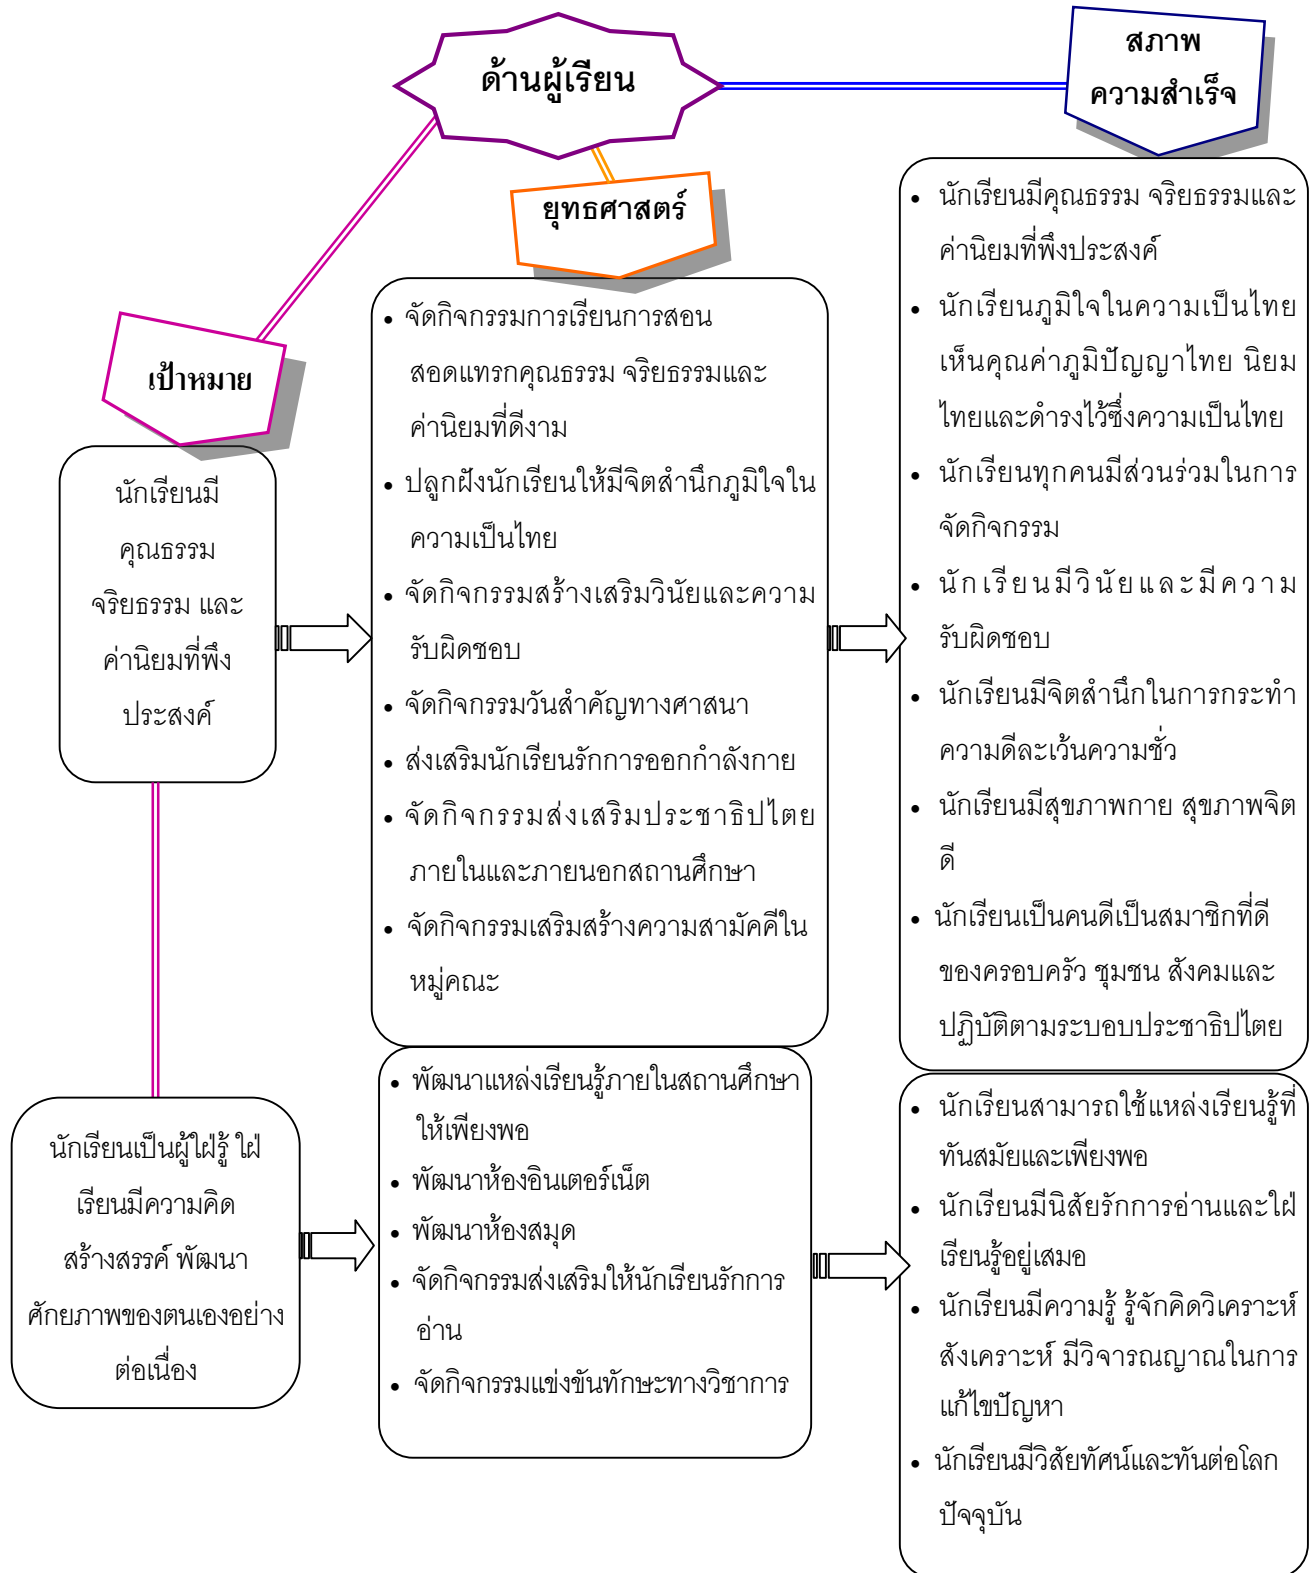 ด้านผู้เรียน
สภาพ
ความสำเร็จ
ยุทธศาสตร์
เป้าหมาย
นักเรียนมี
คุณธรรม
จริยธรรม และ
ค่านิยมที่พึง
ประสงค์
• จัดกิจกรรมการเรียนการสอน
สอดแทรกคุณธรรม จริยธรรมและ
ค่านิยมที่ดีงาม
• ปลูกฝังนักเรียนให้มีจิตสำนึกภูมิใจใน
ความเป็นไทย
• จัดกิจกรรมสร้างเสริมวินัยและความ
รับผิดชอบ
• จัดกิจกรรมวันสำคัญทางศาสนา
• ส่งเสริมนักเรียนรักการออกกำลังกาย
• จัดกิจกรรมส่งเสริมประชาธิปไตย
ภายในและภายนอกสถานศึกษา
• จัดกิจกรรมเสริมสร้างความสามัคคีใน
หมู่คณะ
• นักเรียนมีคุณธรรม จริยธรรมและ
ค่านิยมที่พึงประสงค์
• นักเรียนภูมิใจในความเป็นไทย
เห็นคุณค่าภูมิปัญญาไทย นิยม
ไทยและดำรงไว้ซึ่งความเป็นไทย
• นักเรียนทุกคนมีส่วนร่วมในการ
จัดกิจกรรม
• นักเรียนมีวินัยและมีความ
รับผิดชอบ
• นักเรียนมีจิตสำนึกในการกระทำ
ความดีละเว้นความชั่ว
• นักเรียนมีสุขภาพกาย สุขภาพจิต
ดี
• นักเรียนเป็นคนดีเป็นสมาชิกที่ดี
ของครอบครัว ชุมชน สังคมและ
ปฏิบัติตามระบอบประชาธิปไตย
นักเรียนเป็นผู้ใฝ่รู้ ใฝ่
เรียนมีความคิด
สร้างสรรค์ พัฒนา
ศักยภาพของตนเองอย่าง
ต่อเนื่อง
• พัฒนาแหล่งเรียนรู้ภายในสถานศึกษา
ให้เพียงพอ
• พัฒนาห้องอินเตอร์เน็ต
• พัฒนาห้องสมุด
• จัดกิจกรรมส่งเสริมให้นักเรียนรักการ
อ่าน
• จัดกิจกรรมแข่งขันทักษะทางวิชาการ
• นักเรียนสามารถใช้แหล่งเรียนรู้ที่
ทันสมัยและเพียงพอ
• นักเรียนมีนิสัยรักการอ่านและใฝ่
เรียนรู้อยู่เสมอ
• นักเรียนมีความรู้ รู้จักคิดวิเคราะห์
สังเคราะห์ มีวิจารณญาณในการ
แก้ไขปัญหา
• นักเรียนมีวิสัยทัศน์และทันต่อโลก
ปัจจุบัน